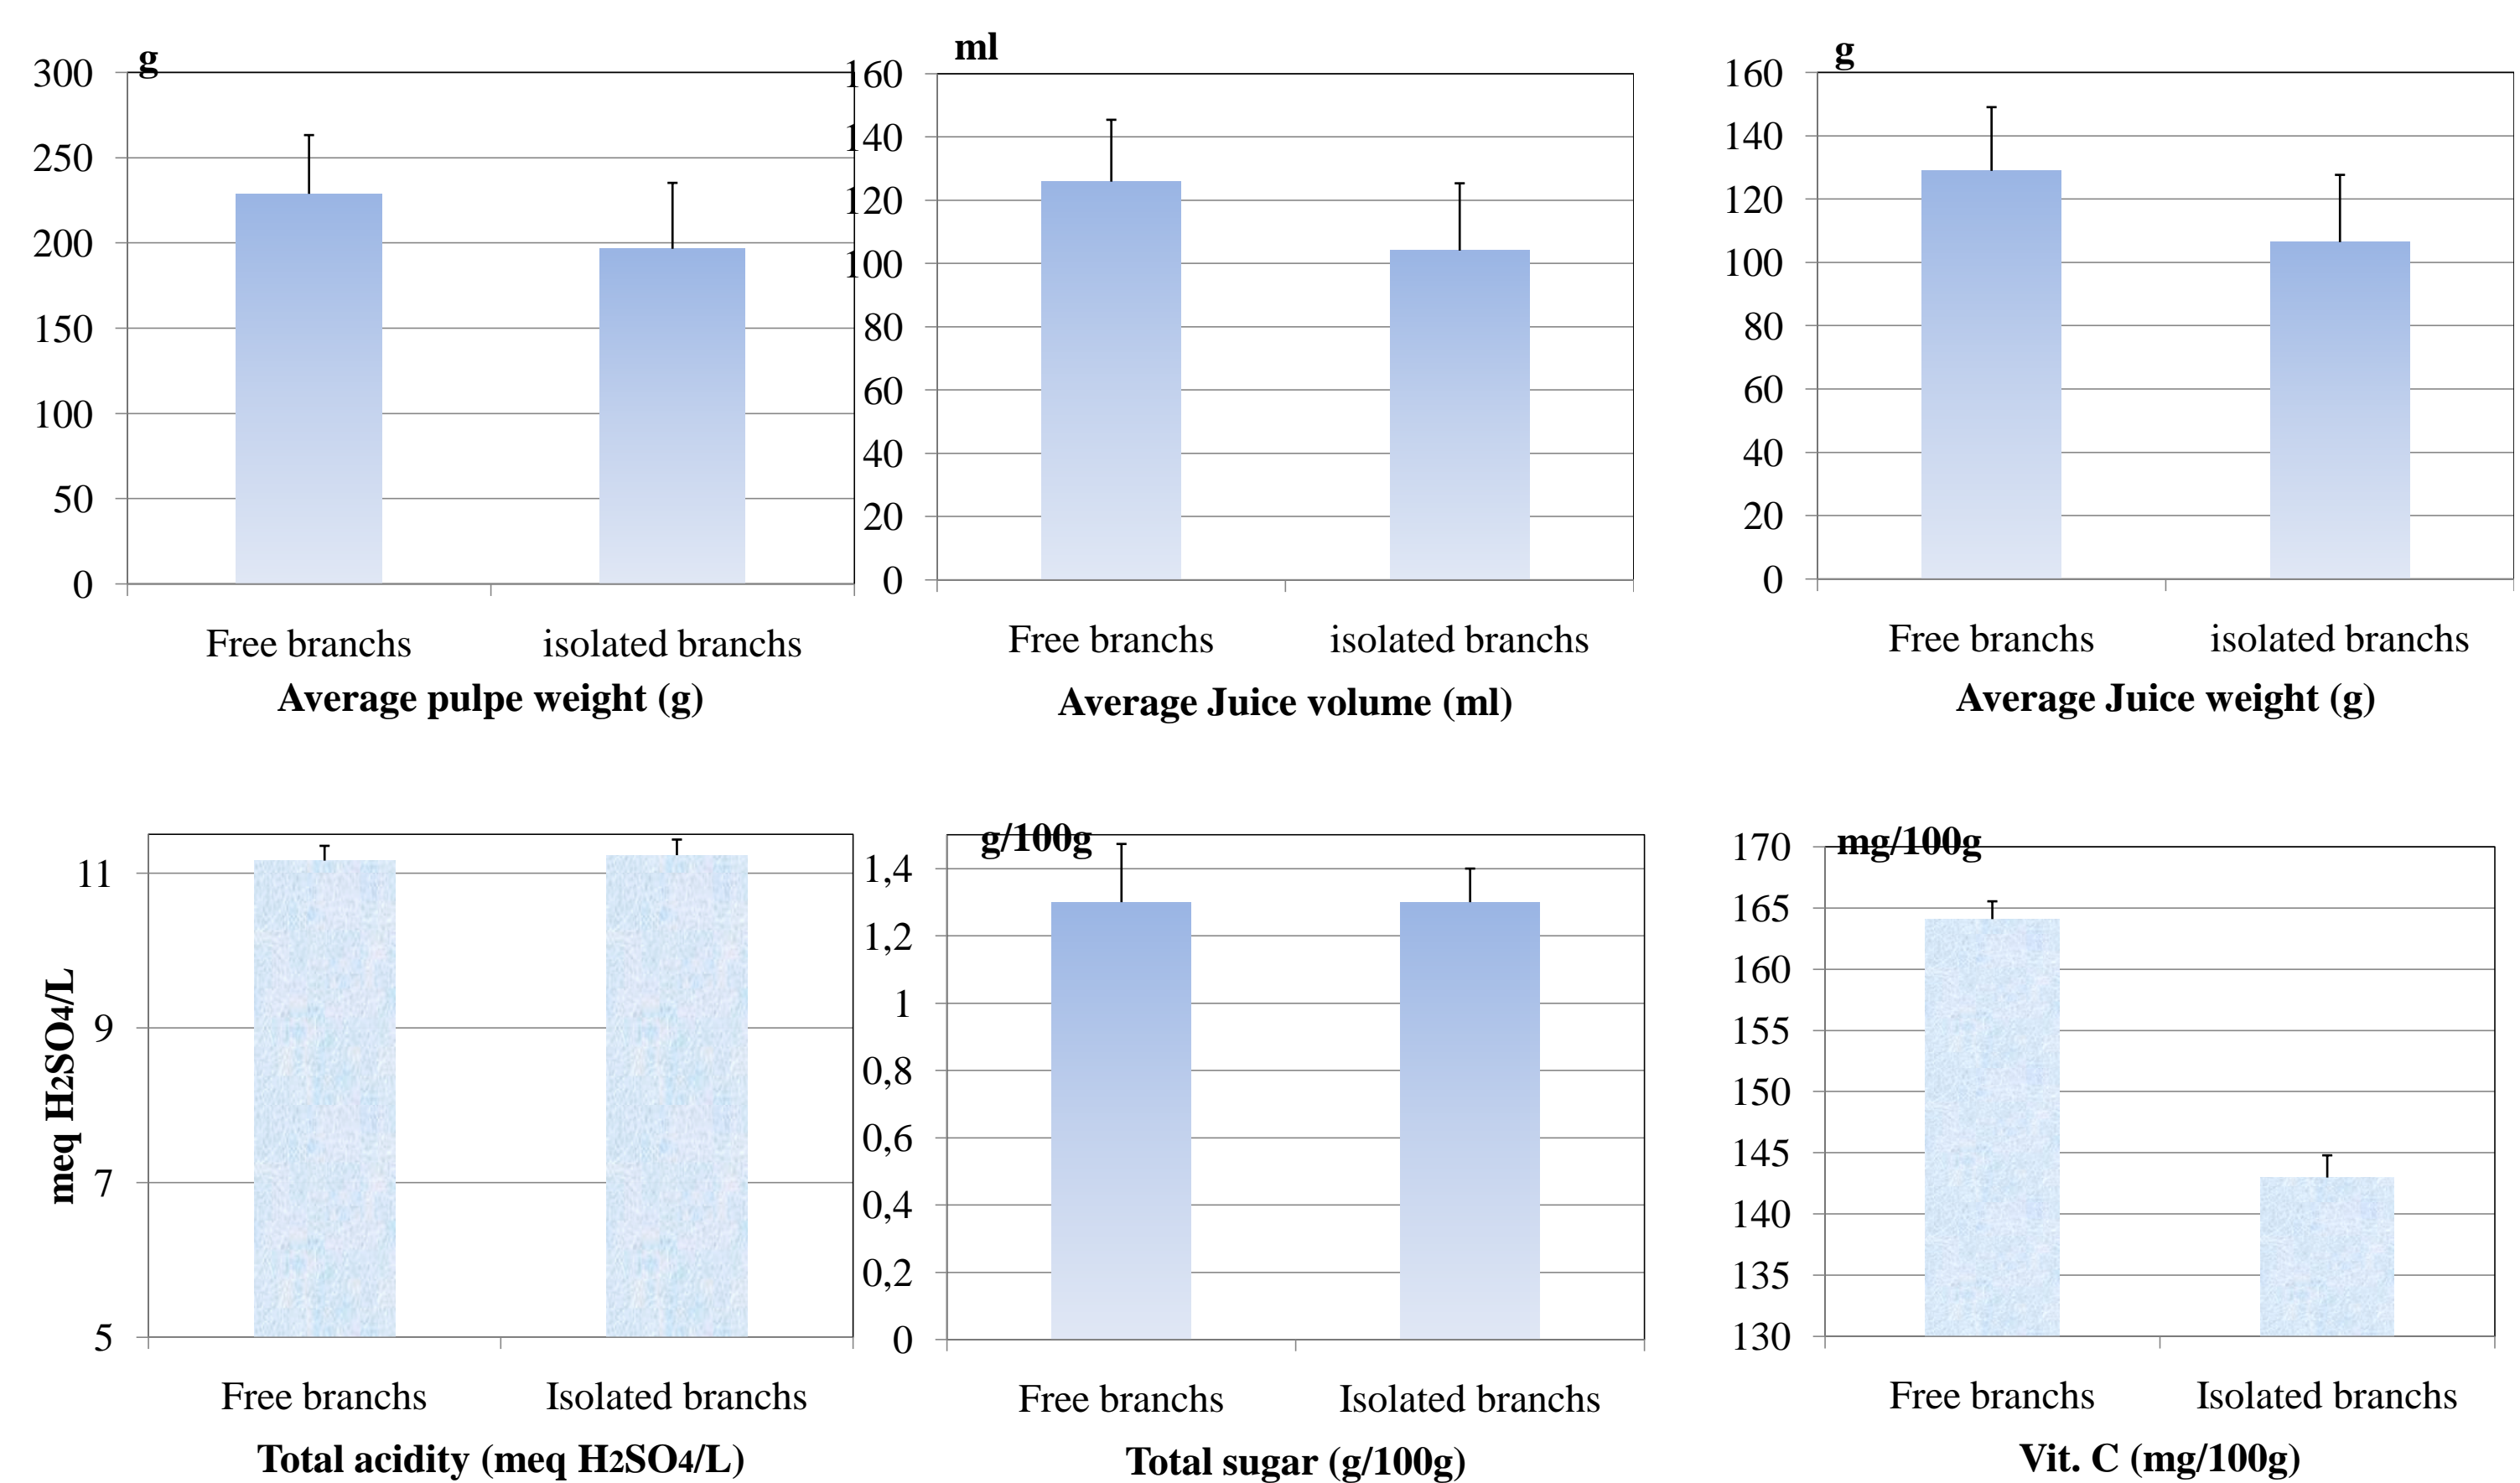 g
300
250
200
150
100
50
0
Free branchs isolated branchs
Average pulpe weight (g)
ml
160
140
120
100
80
60
40
20
0
Free branchs isolated branchs
Average Juice volume (ml)
g
160
140
120
100
80
60
40
20
0
Free branchs isolated branchs
Average Juice weight (g)
meq H2SO4/L
11
9
7
5
Free branchs Isolated branchs
Total acidity (meq H2SO4/L)
g/100g
1,4
1,2
1
0,8
0,6
0,4
0,2
0
Free branchs Isolated branchs
Total sugar (g/100g)
mg/100g
170
165
160
155
150
145
140
135
130
Free branchs Isolated branchs
Vit. C (mg/100g)